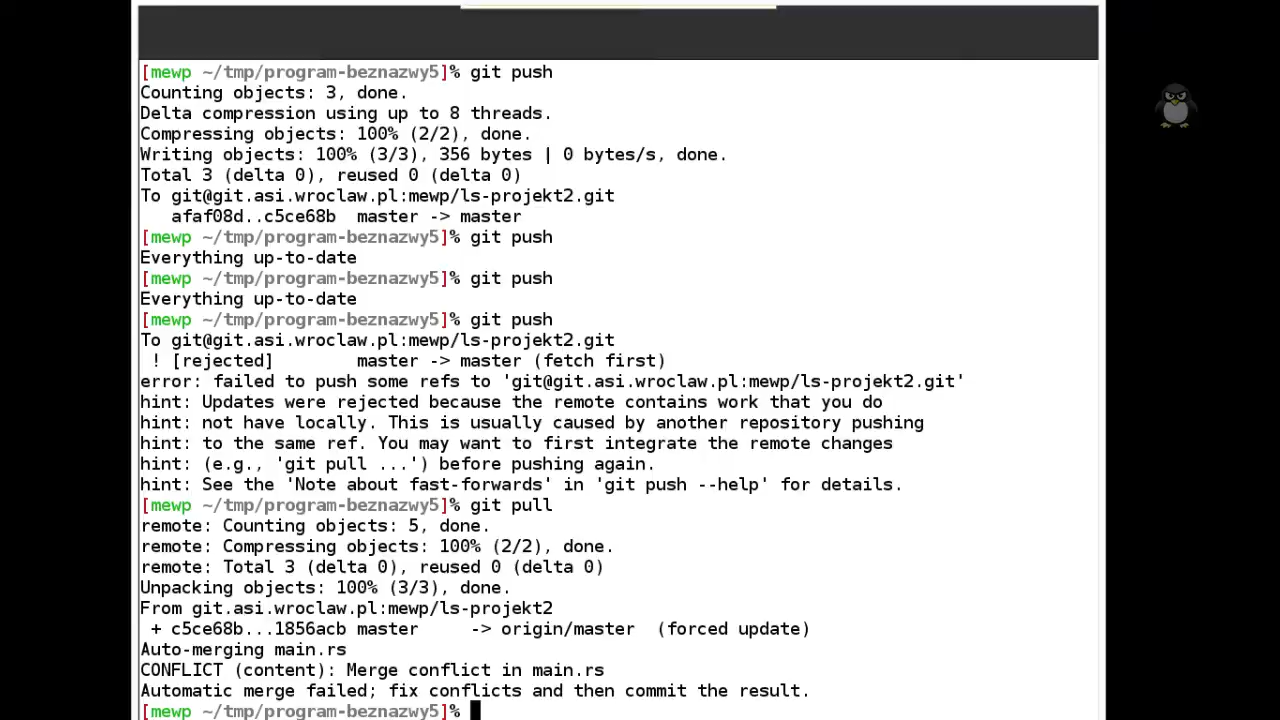 [mewp ~/tmp/program-beznazwy5]% git push
Counting objects: 3, done.
Delta compression using up to 8 threads.
Compressing objects: 100% (2/2), done.
Writing objects: 100% (3/3), 356 bytes | 0 bytes/s, done.
Total 3 (delta 0), reused 0 (delta 0)
To git@git.asi.wroclaw.pl:mewp/ls-projekt2.git
   afaf08d..c5ce68b  master -> master
[mewp ~/tmp/program-beznazwy5]% git push
Everything up-to-date
[mewp ~/tmp/program-beznazwy5]% git push
Everything up-to-date
[mewp ~/tmp/program-beznazwy5]% git push
To git@git.asi.wroclaw.pl:mewp/ls-projekt2.git
 ! [rejected]        master -> master (fetch first)
error: failed to push some refs to 'git@git.asi.wroclaw.pl:mewp/ls-projekt2.git'
hint: Updates were rejected because the remote contains work that you do
hint: not have locally. This is usually caused by another repository pushing
hint: to the same ref. You may want to first integrate the remote changes
hint: (e.g., 'git pull ...') before pushing again.
hint: See the 'Note about fast-forwards' in 'git push --help' for details.
[mewp ~/tmp/program-beznazwy5]% git pull
remote: Counting objects: 5, done.
remote: Compressing objects: 100% (2/2), done.
remote: Total 3 (delta 0), reused 0 (delta 0)
Unpacking objects: 100% (3/3), done.
From git.asi.wroclaw.pl:mewp/ls-projekt2
 + c5ce68b...1856acb master     -> origin/master  (forced update)
Auto-merging main.rs
CONFLICT (content): Merge conflict in main.rs
Automatic merge failed; fix conflicts and then commit the result.
[mewp ~/tmp/program-beznazwy5]%